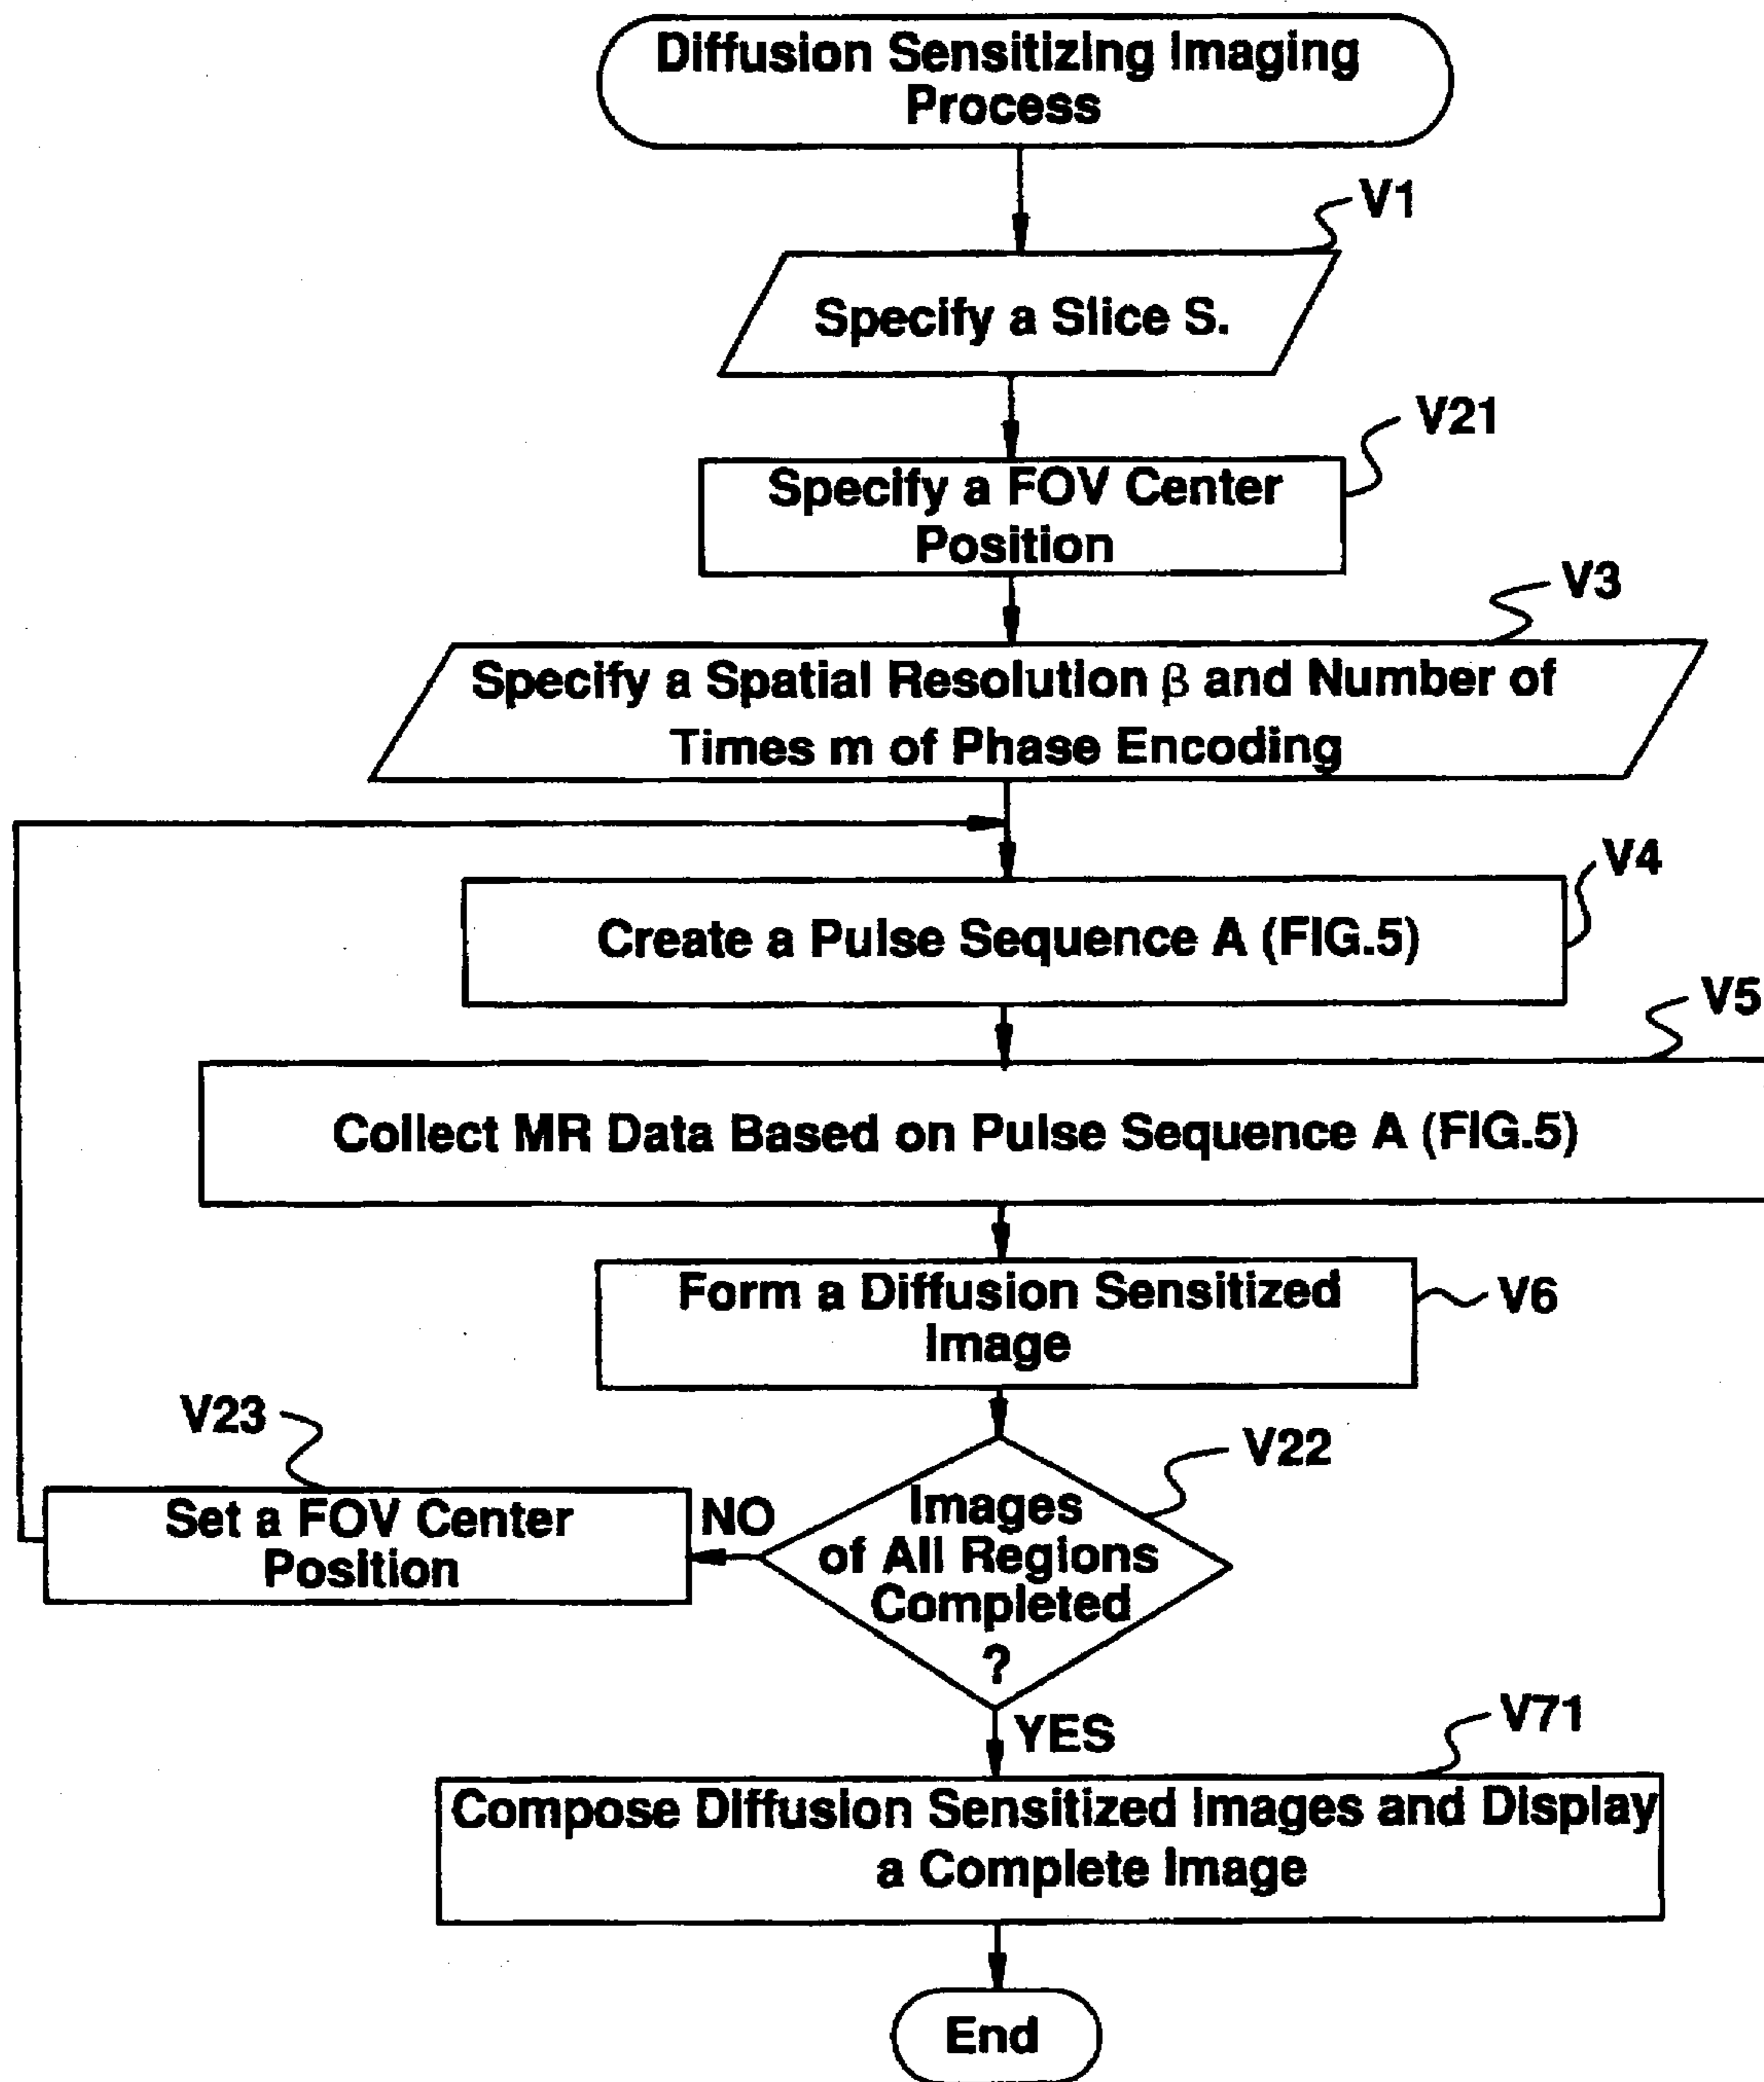 Diffusion Sensitizing Imaging
Process
V1
Specify a Slice S.
V21
Specify a FOV Center
Position
V3
Specify a Spatial Resolution β and Number of
Times m of Phase Encoding
V4
Create a Pulse Sequence A (FIG.5)
V5
Collect MR Data Based on Pulse Sequence A (FIG.5)
Form a Diffusion Sensitized
Image
V6
V23
Set a FOV Center
Position
NO
V22
Images
of All Regions
Completed
?
YES
V71
Compose Diffusion Sensitized Images and Display
a Complete Image
End